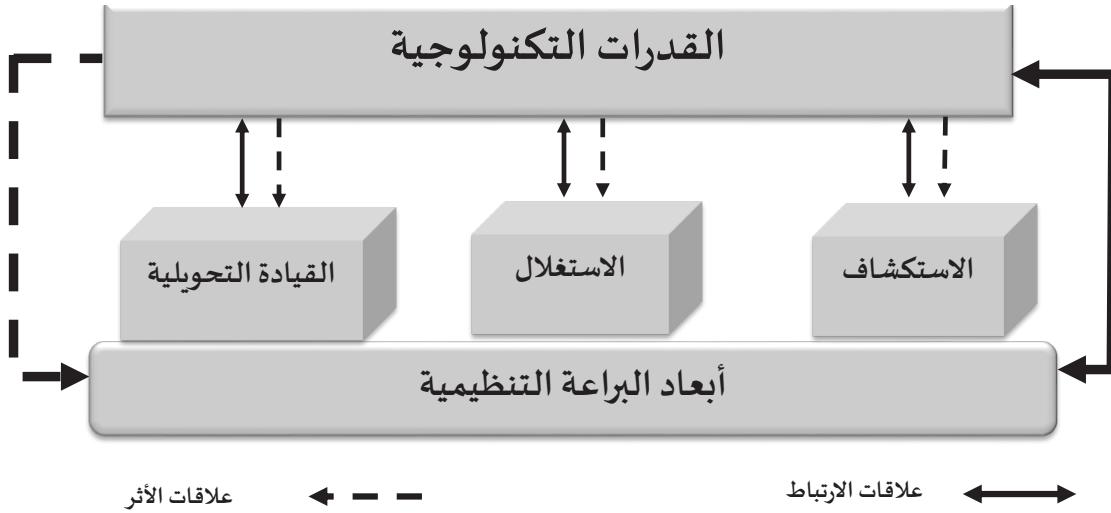 القدرات التكنولوجية
الاستكشاف
الاستغلال
القيادة التحويلية
أبعاد البراعة التنظيمية
علاقات الارتباط
علاقات الأثر